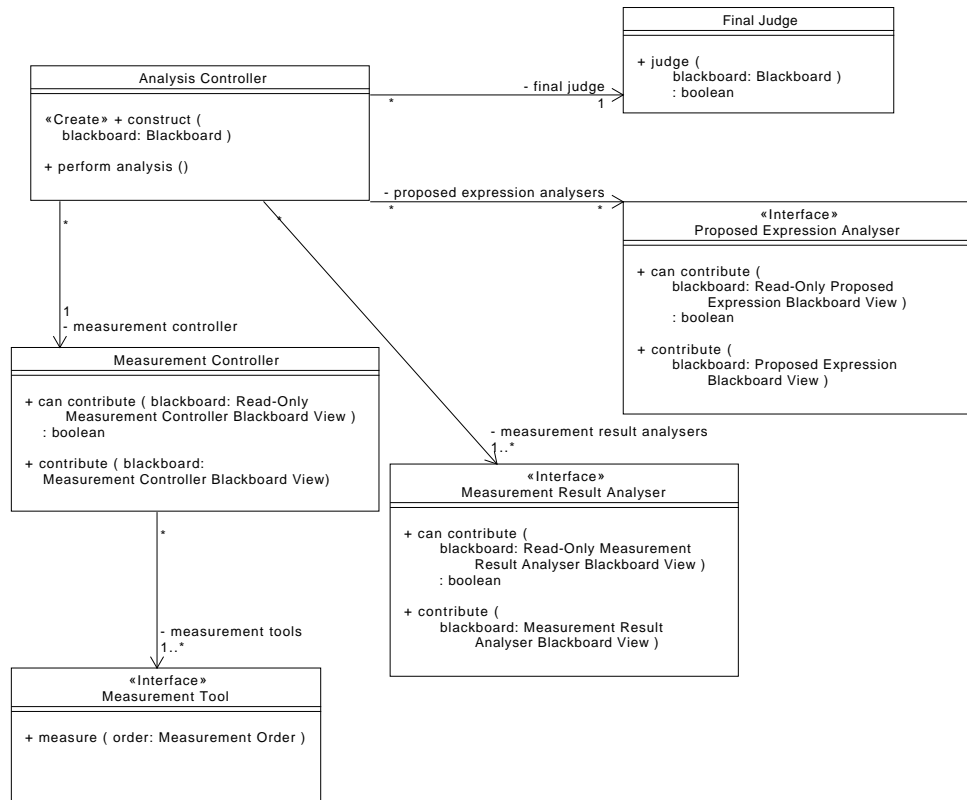 Final Judge
+ judge (
blackboard: Blackboard )
: boolean
Analysis Controller
«Create» + construct (
blackboard: Blackboard )
+ perform analysis ()
- final judge
*
1
- proposed expression analysers
*
*
«Interface»
Proposed Expression Analyser
+ can contribute (
blackboard: Read-Only Proposed
Expression Blackboard View )
: boolean
+ contribute (
blackboard: Proposed Expression
Blackboard View )
*
*
1
- measurement controller
Measurement Controller
+ can contribute ( blackboard: Read-Only
Measurement Controller Blackboard View )
: boolean
+ contribute ( blackboard:
Measurement Controller Blackboard View)
- measurement result analysers
1..*
«Interface»
Measurement Result Analyser
+ can contribute (
blackboard: Read-Only Measurement
Result Analyser Blackboard View )
: boolean
+ contribute (
blackboard: Measurement Result
Analyser Blackboard View )
*
- measurement tools
1..*
«Interface»
Measurement Tool
+ measure ( order: Measurement Order )